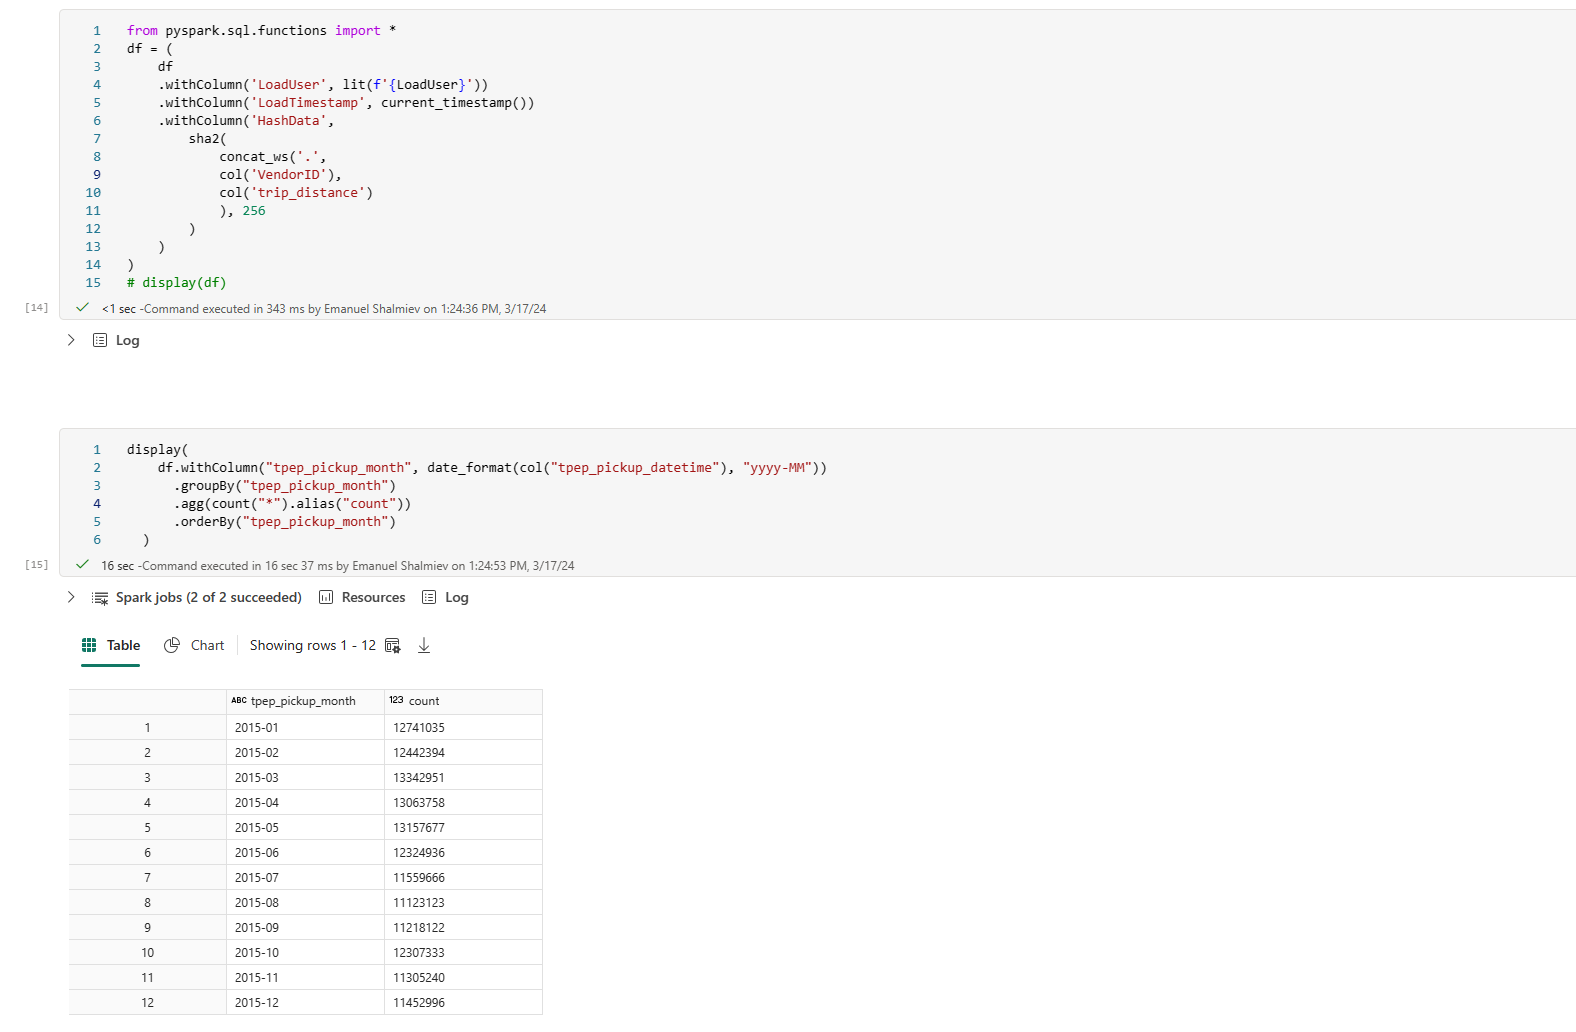 1 from pyspark.sql.functions import *
2 df = (
3 df
4 .withColumn('LoadUser', lit(f'{LoadUser}'))
5 .withColumn('LoadTimestamp', current_timestamp())
6 .withColumn('HashData',
7 sha2(
8 concat_ws('.',
9 col('VendorID'),
10 col('trip_distance')
11 ), 256
12 )
13 )
14 )
15 # display(df)
[14] <1 sec -Command executed in 343 ms by Emanuel Shalmiev on 1:24:36 PM, 3/17/24
Log
1 display(
2 df.withColumn("tpep_pickup_month", date_format(col("tpep_pickup_datetime"), "yyyy-MM"))
3 .groupBy("tpep_pickup_month")
4 .agg(count("*").alias("count"))
5 .orderBy("tpep_pickup_month")
6 )
[15] 16 sec -Command executed in 16 sec 37 ms by Emanuel Shalmiev on 1:24:53 PM, 3/17/24
Spark jobs (2 of 2 succeeded) Resources Log
Table Chart Showing rows 1 - 12
ABC tpep_pickup_month 123 count
1 2015-01 12741035
2 2015-02 12442394
3 2015-03 13342951
4 2015-04 13063758
5 2015-05 13157677
6 2015-06 12324936
7 2015-07 11559666
8 2015-08 11123123
9 2015-09 11218122
10 2015-10 12307333
11 2015-11 11305240
12 2015-12 11452996